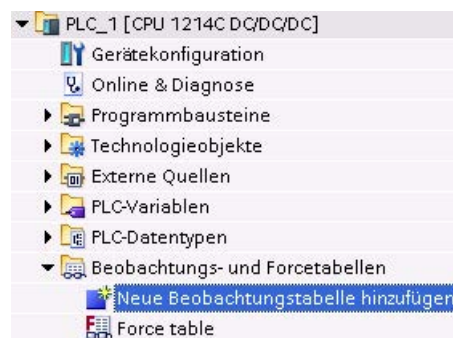 PLC_1 [CPU 1214C DC/DC/DC]
Gerätekonfiguration
Online & Diagnose
Programmbausteine
Technologieobjekte
Externe Quellen
PLC-Variablen
PLC-Datentypen
Beobachtungs- und Forcetabellen
Neue Beobachtungstabelle hinzufügen
Force table